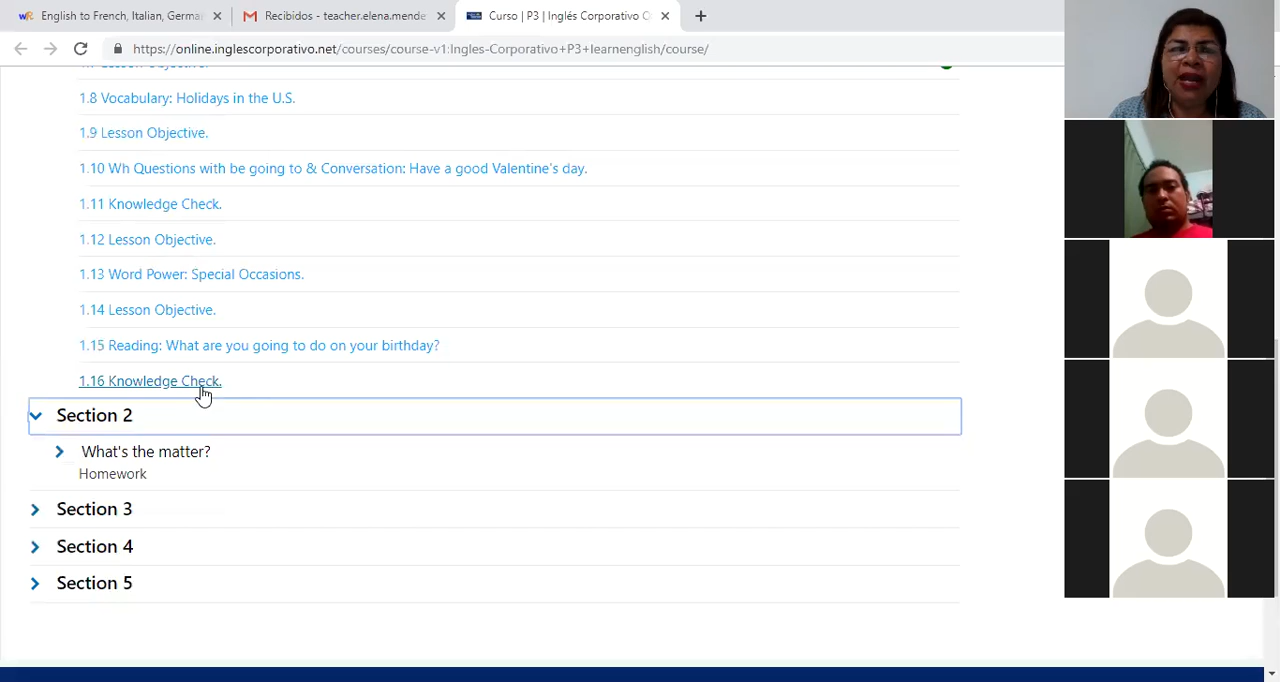 English to French, Italian, Germa
Recibidos - teacher.elena.mende
Curso | P3 | Inglés Corporativo C
https://online.inglescorporativo.net/courses/course-v1:Ingles-Corporativo+P3+learnenglish/course/
1.7 Lesson Objective.
1.8 Vocabulary: Holidays in the U.S.
1.9 Lesson Objective.
1.10 Wh Questions with be going to & Conversation: Have a good Valentine's day.
1.11 Knowledge Check.
1.12 Lesson Objective.
1.13 Word Power: Special Occasions.
1.14 Lesson Objective.
1.15 Reading: What are you going to do on your birthday?
1.16 Knowledge Check.
Section 2
What's the matter?
Homework
Section 3
Section 4
Section 5